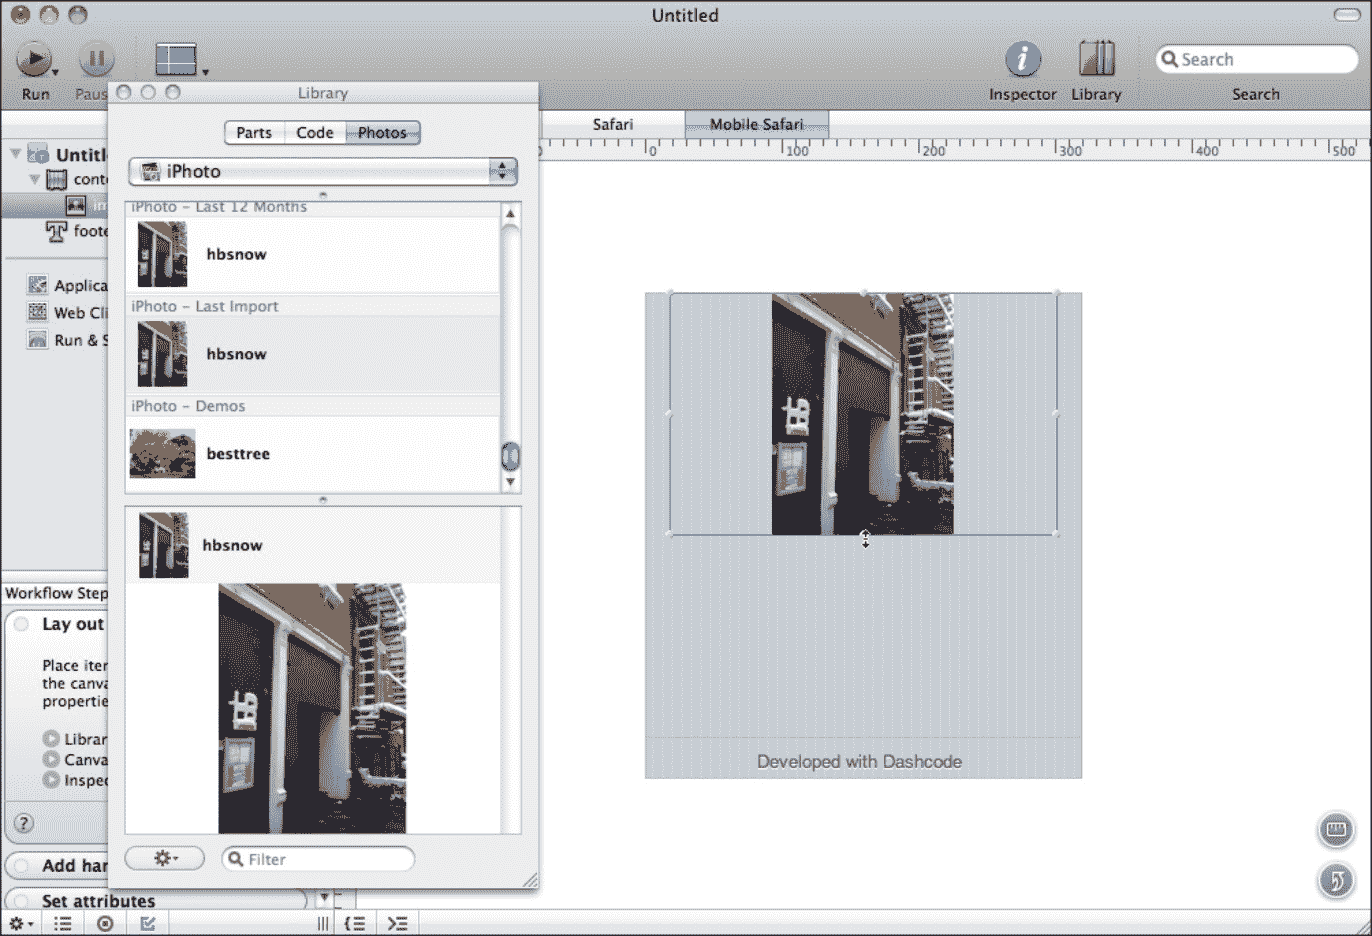 Untitled
Run
Paus
Inspector
Library
Search
Search
Library
Parts
Code
Photos
iPhoto
Safari
Mobile Safari
0
100
200
300
400
500
Untitl
conte
foote
Applica
Web Cli
Run & S
iPhoto – Last 12 Months
hbsnow
iPhoto – Last Import
hbsnow
iPhoto – Demos
besttree
hbsnow
Filter
Workflow Step
Lay out
Place iter
the canva
propertie
Librar
Canva
Inspec
?
Add har
Set attributes
Developed with Dashcode